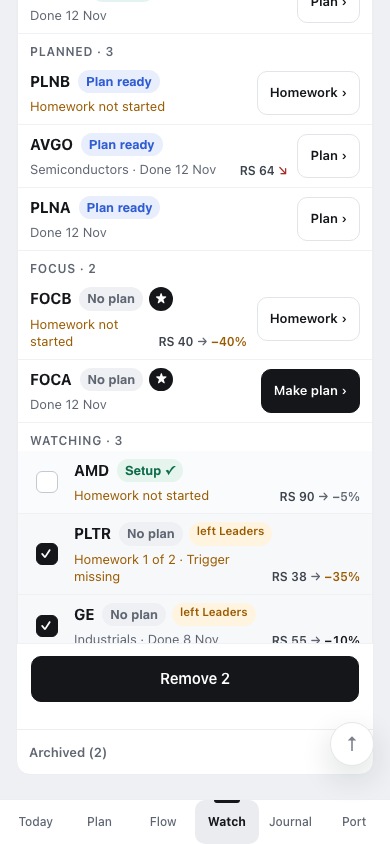 Plan ›
Done 12 Nov
PLANNED · 3
PLNB Plan ready
Homework not started
Homework ›
AVGO Plan ready
Semiconductors · Done 12 Nov
RS 64 ↘
Plan ›
PLNA Plan ready
Done 12 Nov
Plan ›
FOCUS · 2
FOCB No plan ★
Homework not
started
RS 40 → −40%
Homework ›
FOCA No plan ★
Done 12 Nov
Make plan ›
WATCHING · 3
AMD Setup ✓
Homework not started
RS 90 → −5%
PLTR No plan left Leaders
Homework 1 of 2 · Trigger
missing
RS 38 → −35%
GE No plan left Leaders
Industrials · Done 8 Nov
RS 55 → −10%
Remove 2
Archived (2)
↑
Today Plan Flow Watch Journal Port